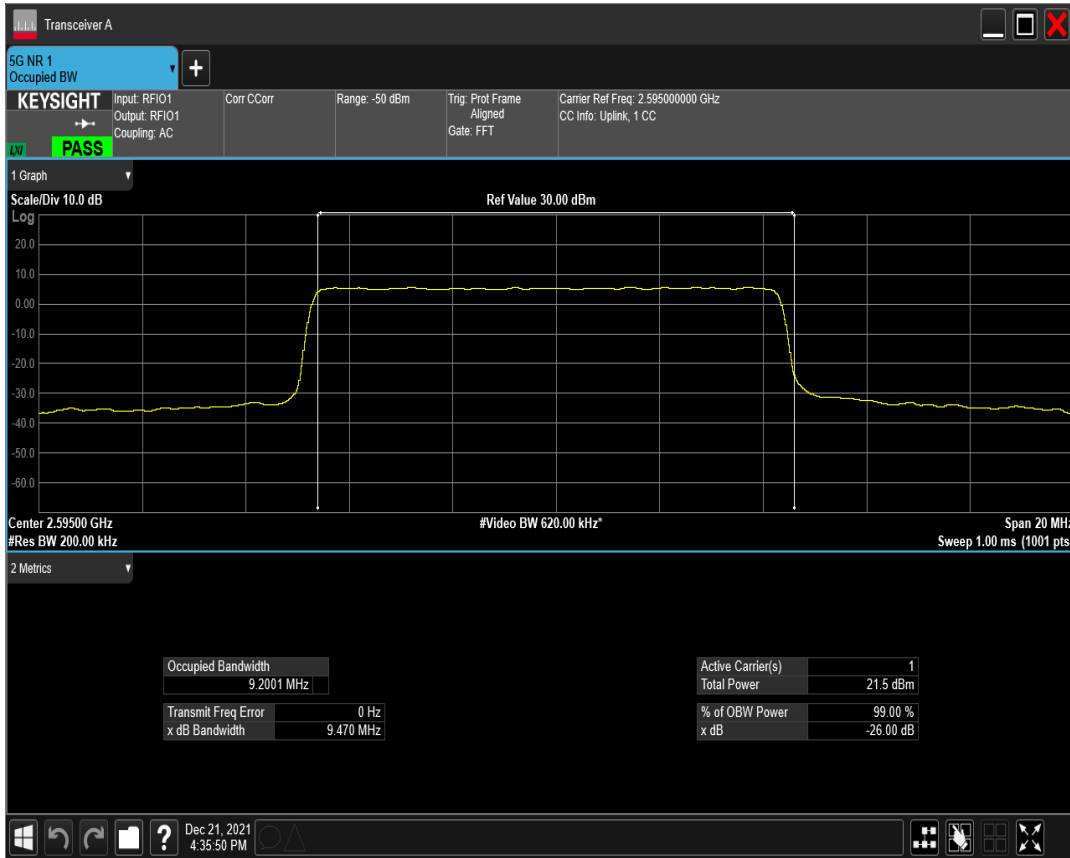 Transceiver A
5G NR 1
Occupied BW
+
KEYSIGHT
LXI
PASS
Input: RFIO1
Output: RFIO1
Coupling: AC
Corr CCorr
Range: -50 dBm
Trig: Prot Frame
Aligned
Gate: FFT
Carrier Ref Freq: 2.595000000 GHz
CC Info: Uplink, 1 CC
1 Graph
Scale/Div 10.0 dB
Ref Value 30.00 dBm
Log
20.0
10.0
0.00
-10.0
-20.0
-30.0
-40.0
-50.0
-60.0
Center 2.59500 GHz
#Video BW 620.00 kHz*
Span 20 MHz
#Res BW 200.00 kHz
Sweep 1.00 ms (1001 pts
2 Metrics
Occupied Bandwidth
9.2001 MHz
Transmit Freq Error 0 Hz
x dB Bandwidth 9.470 MHz
Active Carrier(s) 1
Total Power 21.5 dBm
% of OBW Power 99.00 %
x dB -26.00 dB
?
Dec 21, 2021
4:35:50 PM